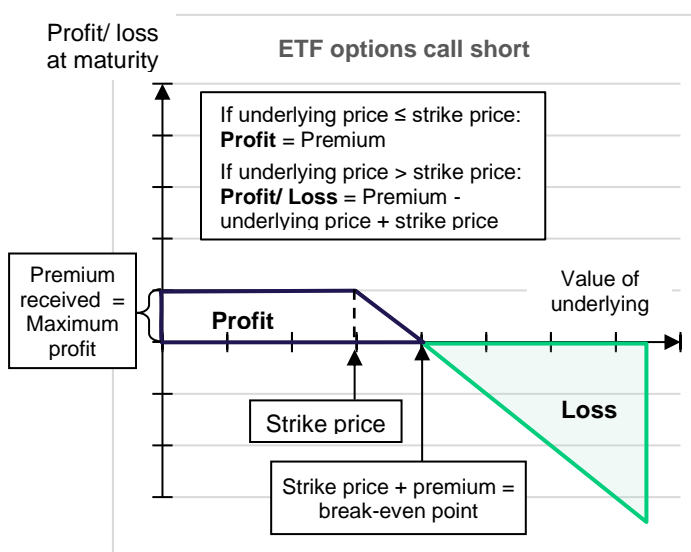 Profit/ loss
at maturity
ETF options call short
If underlying price ≤ strike price:
Profit = Premium
If underlying price > strike price:
Profit/ Loss = Premium -
underlying price + strike price
Premium
received =
Maximum
profit
Value of
underlying
Profit
Loss
Strike price
Strike price + premium =
break-even point